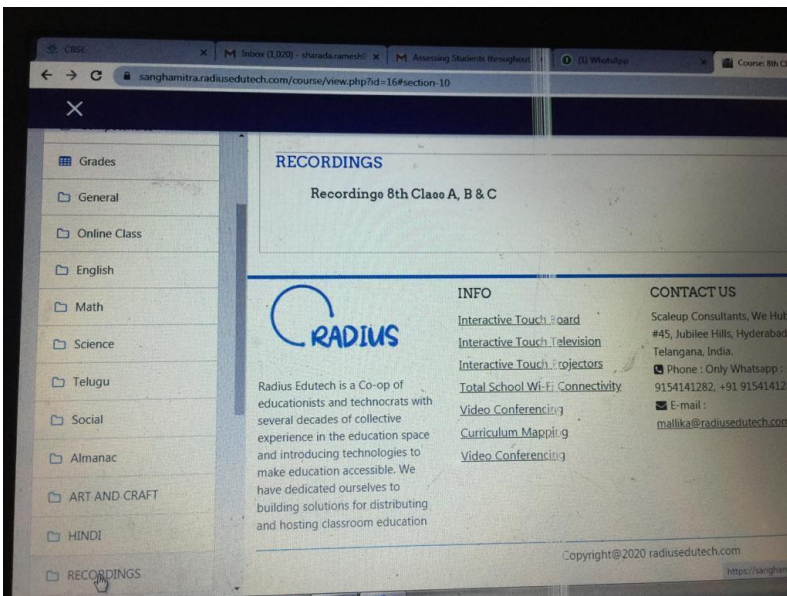 CBSE
Inbox (1,020) - sharada.ramesh
Assessing Students throughout
(1) WhatsApp
Course: 8th Cl
sanghamitra.radiusedutech.com/course/view.php?id=16#section-10
Grades
General
Online Class
English
Math
Science
Telugu
Social
Almanac
ART AND CRAFT
HINDI
RECORDINGS
RECORDINGS
Recordings 8th Class A, B & C
RADIUS
Radius Edutech is a Co-op of
educationists and technocrats with
several decades of collective
experience in the education space
and introducing technologies to
make education accessible. We
have dedicated ourselves to
building solutions for distributing
and hosting classroom education
INFO
Interactive Touch Board
Interactive Touch Television
Interactive Touch Projectors
Total School Wi-Fi Connectivity
Video Conferencing
Curriculum Mapping
Video Conferencing
CONTACT US
Scaleup Consultants, We Hub
#45, Jubilee Hills, Hyderabad
Telangana, India.
Phone : Only Whatsapp :
9154141282, +91 91541412
E-mail :
mallika@radiusedutech.com
Copyright@2020 radiusedutech.com
https://sangham